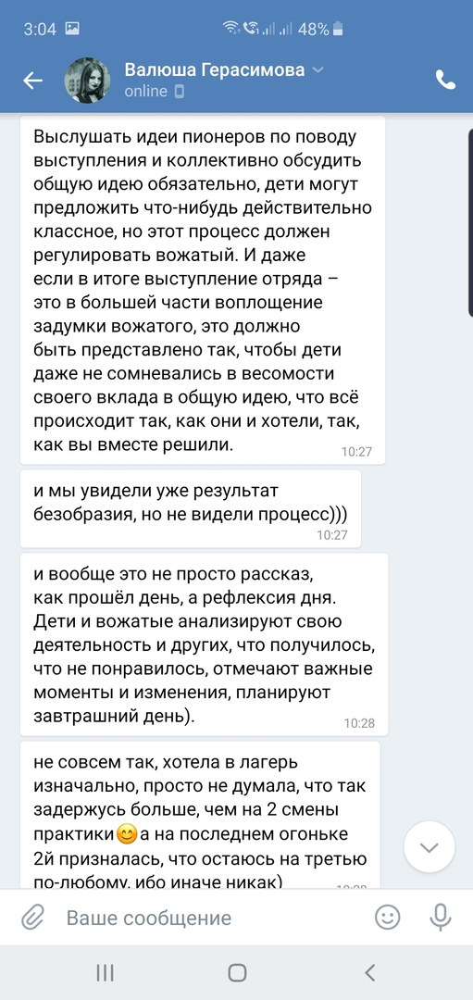 3:04
48%
Валюша Герасимова
online
Выслушать идеи пионеров по поводу
выступления и коллективно обсудить
общую идею обязательно, дети могут
предложить что-нибудь действительно
классное, но этот процесс должен
регулировать вожатый. И даже
если в итоге выступление отряда –
это в большей части воплощение
задумки вожатого, это должно
быть представлено так, чтобы дети
даже не сомневались в весомости
своего вклада в общую идею, что всё
происходит так, как они и хотели, так,
как вы вместе решили.
10:27
и мы увидели уже результат
безобразия, но не видели процесс)))
10:27
и вообще это не просто рассказ,
как прошёл день, а рефлексия дня.
Дети и вожатые анализируют свою
деятельность и других, что получилось,
что не понравилось, отмечают важные
моменты и изменения, планируют
завтрашний день).
10:28
не совсем так, хотела в лагерь
изначально, просто не думала, что так
задержусь больше, чем на 2 смены
практики😊а на последнем огоньке
2й призналась, что остаюсь на третью
по-любому, ибо иначе никак)
Ваше сообщение